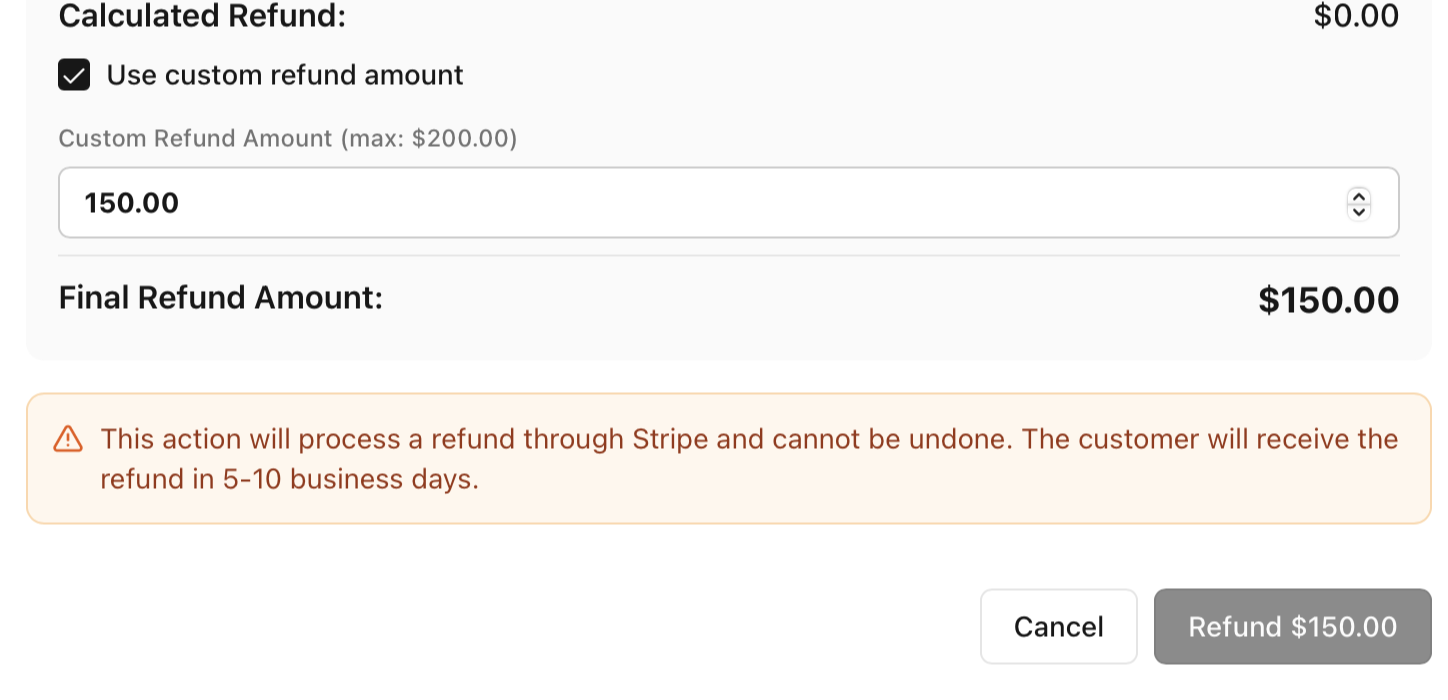 Calculated Refund:
$0.00
Use custom refund amount
Custom Refund Amount (max: $200.00)
150.00
Final Refund Amount:
$150.00
This action will process a refund through Stripe and cannot be undone. The customer will receive the
refund in 5-10 business days.
Cancel
Refund $150.00